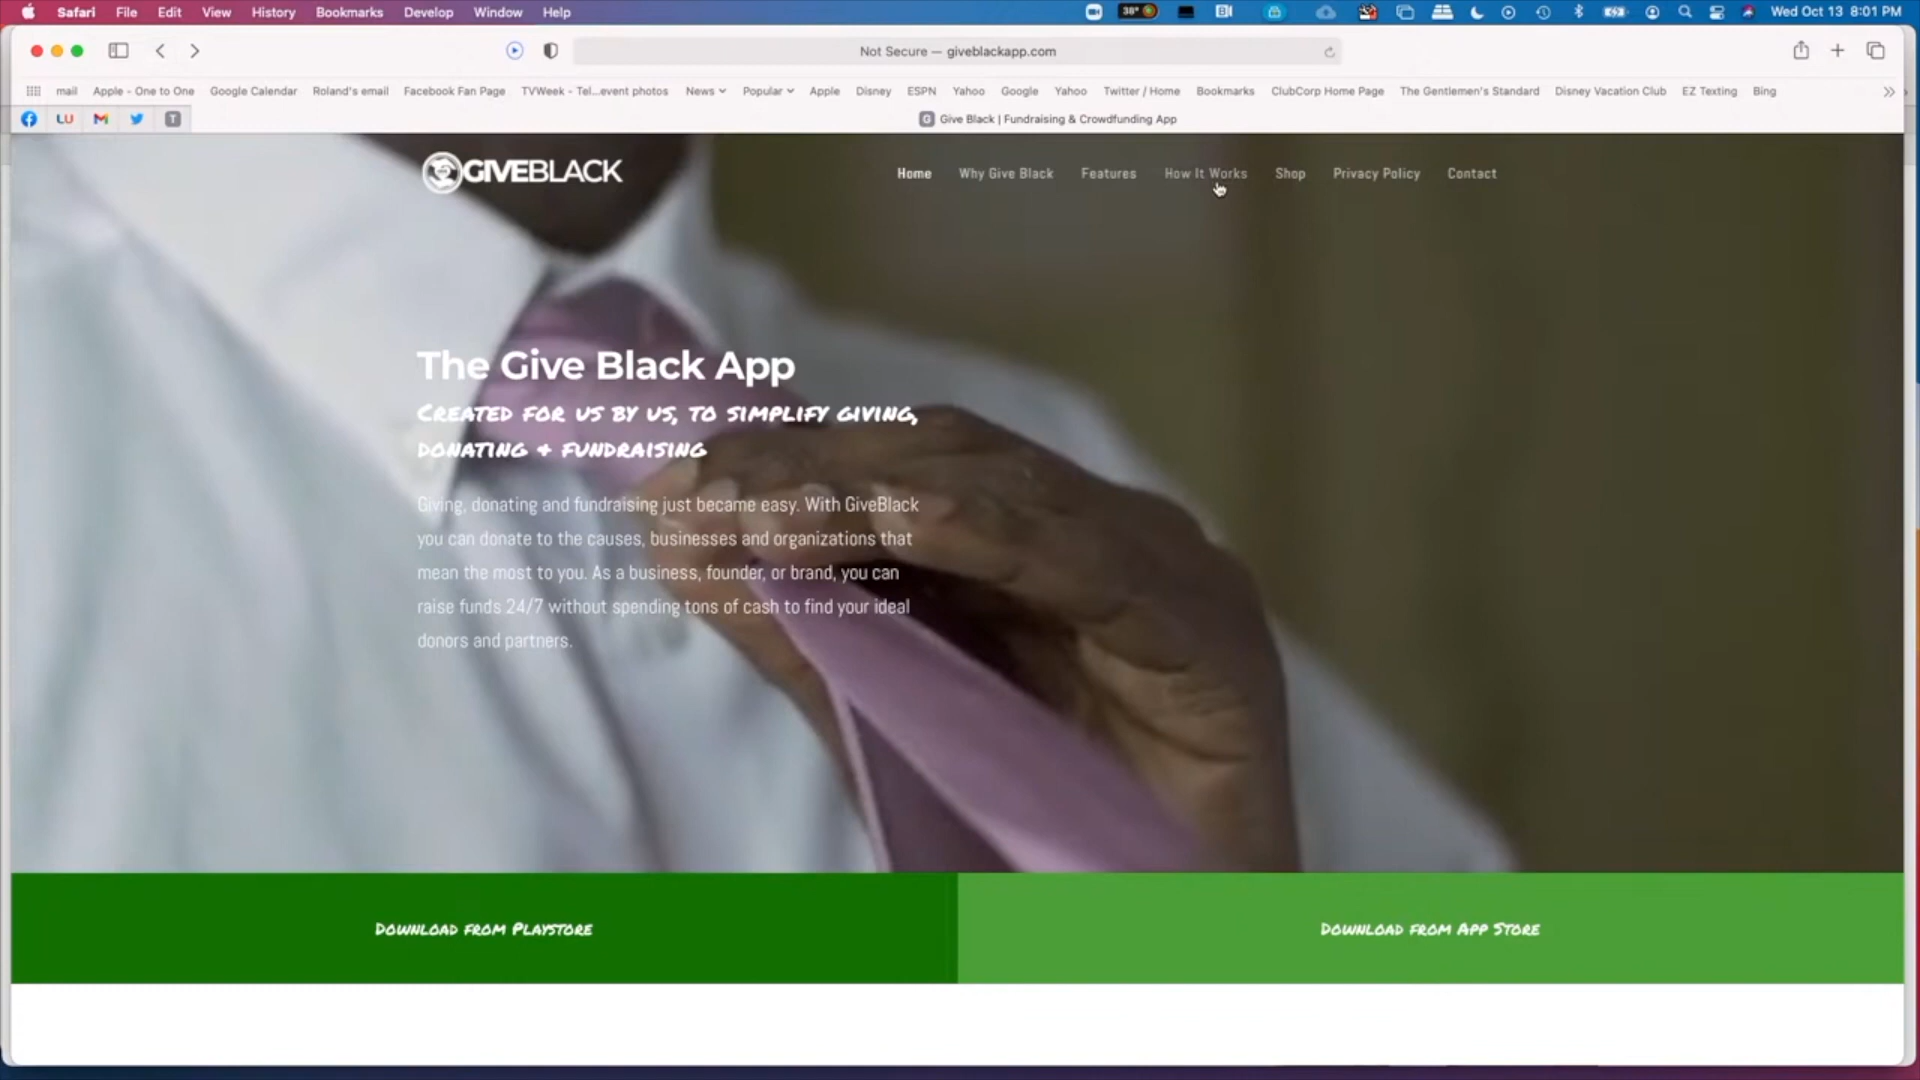 Safari File Edit View History Bookmarks Develop Window Help
38° Wed Oct 13 8:01 PM
Not Secure — giveblackapp.com
mail Apple - One to One Google Calendar Roland's email Facebook Fan Page TVWeek - Tel...event photos News Popular Apple Disney ESPN Yahoo Google Yahoo Twitter / Home Bookmarks ClubCorp Home Page The Gentlemen's Standard Disney Vacation Club EZ Texting Bing
LU T G Give Black | Fundraising & Crowdfunding App
GIVEBLACK
Home Why Give Black Features How It Works Shop Privacy Policy Contact
The Give Black App
Created for us by us, to simplify giving,
donating & fundraising
Giving, donating and fundraising just became easy. With GiveBlack
you can donate to the causes, businesses and organizations that
mean the most to you. As a business, founder, or brand, you can
raise funds 24/7 without spending tons of cash to find your ideal
donors and partners.
Download from Playstore
Download from App Store